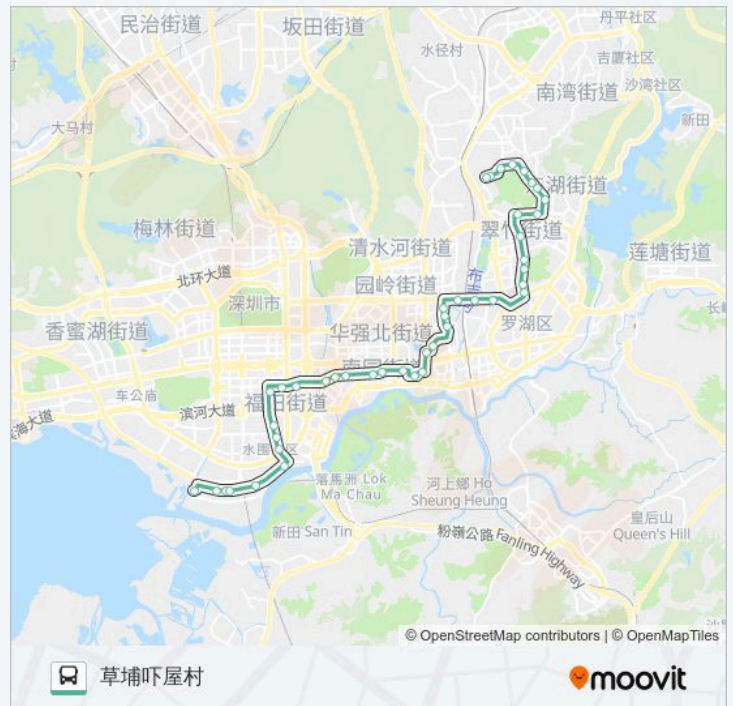 民治街道
坂田街道
丹平社区
水径村
吉厦社区
南湾街道
沙湾社区
大马村
新田
湖街道
梅林街道
翠竹街道
清水河街道
莲塘街道
北环大道
布吉
园岭街道
深圳市
香蜜湖街道
华强北街道
罗湖区
南园街道
车公庙
福田街道
滨河大道
滨海大道
水围
区
落馬洲 Lok
Ma Chau
河上鄉 Ho
Sheung Heung
新田 San Tin
粉嶺公路 Fanling Highway
皇后山
Queen's Hill
© OpenStreetMap contributors | © OpenMapTiles
草埔吓屋村
moovit